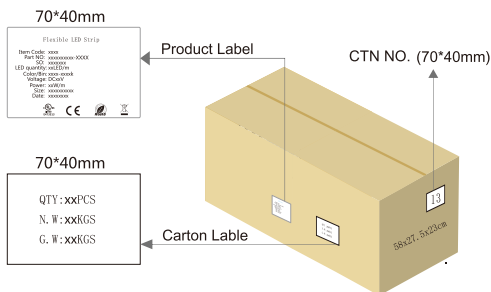 70*40mm
Flexible LED Strip
Item Code: xxxx
Part NO: xxxxxxxxxx-XXXX
SO: xxxxxxx
LED quantity: xxLED/m
Color/Bin: xxxx-xxxxk
Voltage: DCxxV
Power: xxW/m
Size: xxxxxxxxxx
Date: xxxxxxxx
Product Label
CTN NO. (70*40mm)
70*40mm
QTY:xxPCS
N.W:xxKGS
G.W:xxKGS
Carton Lable
13
58x27.5x23cm